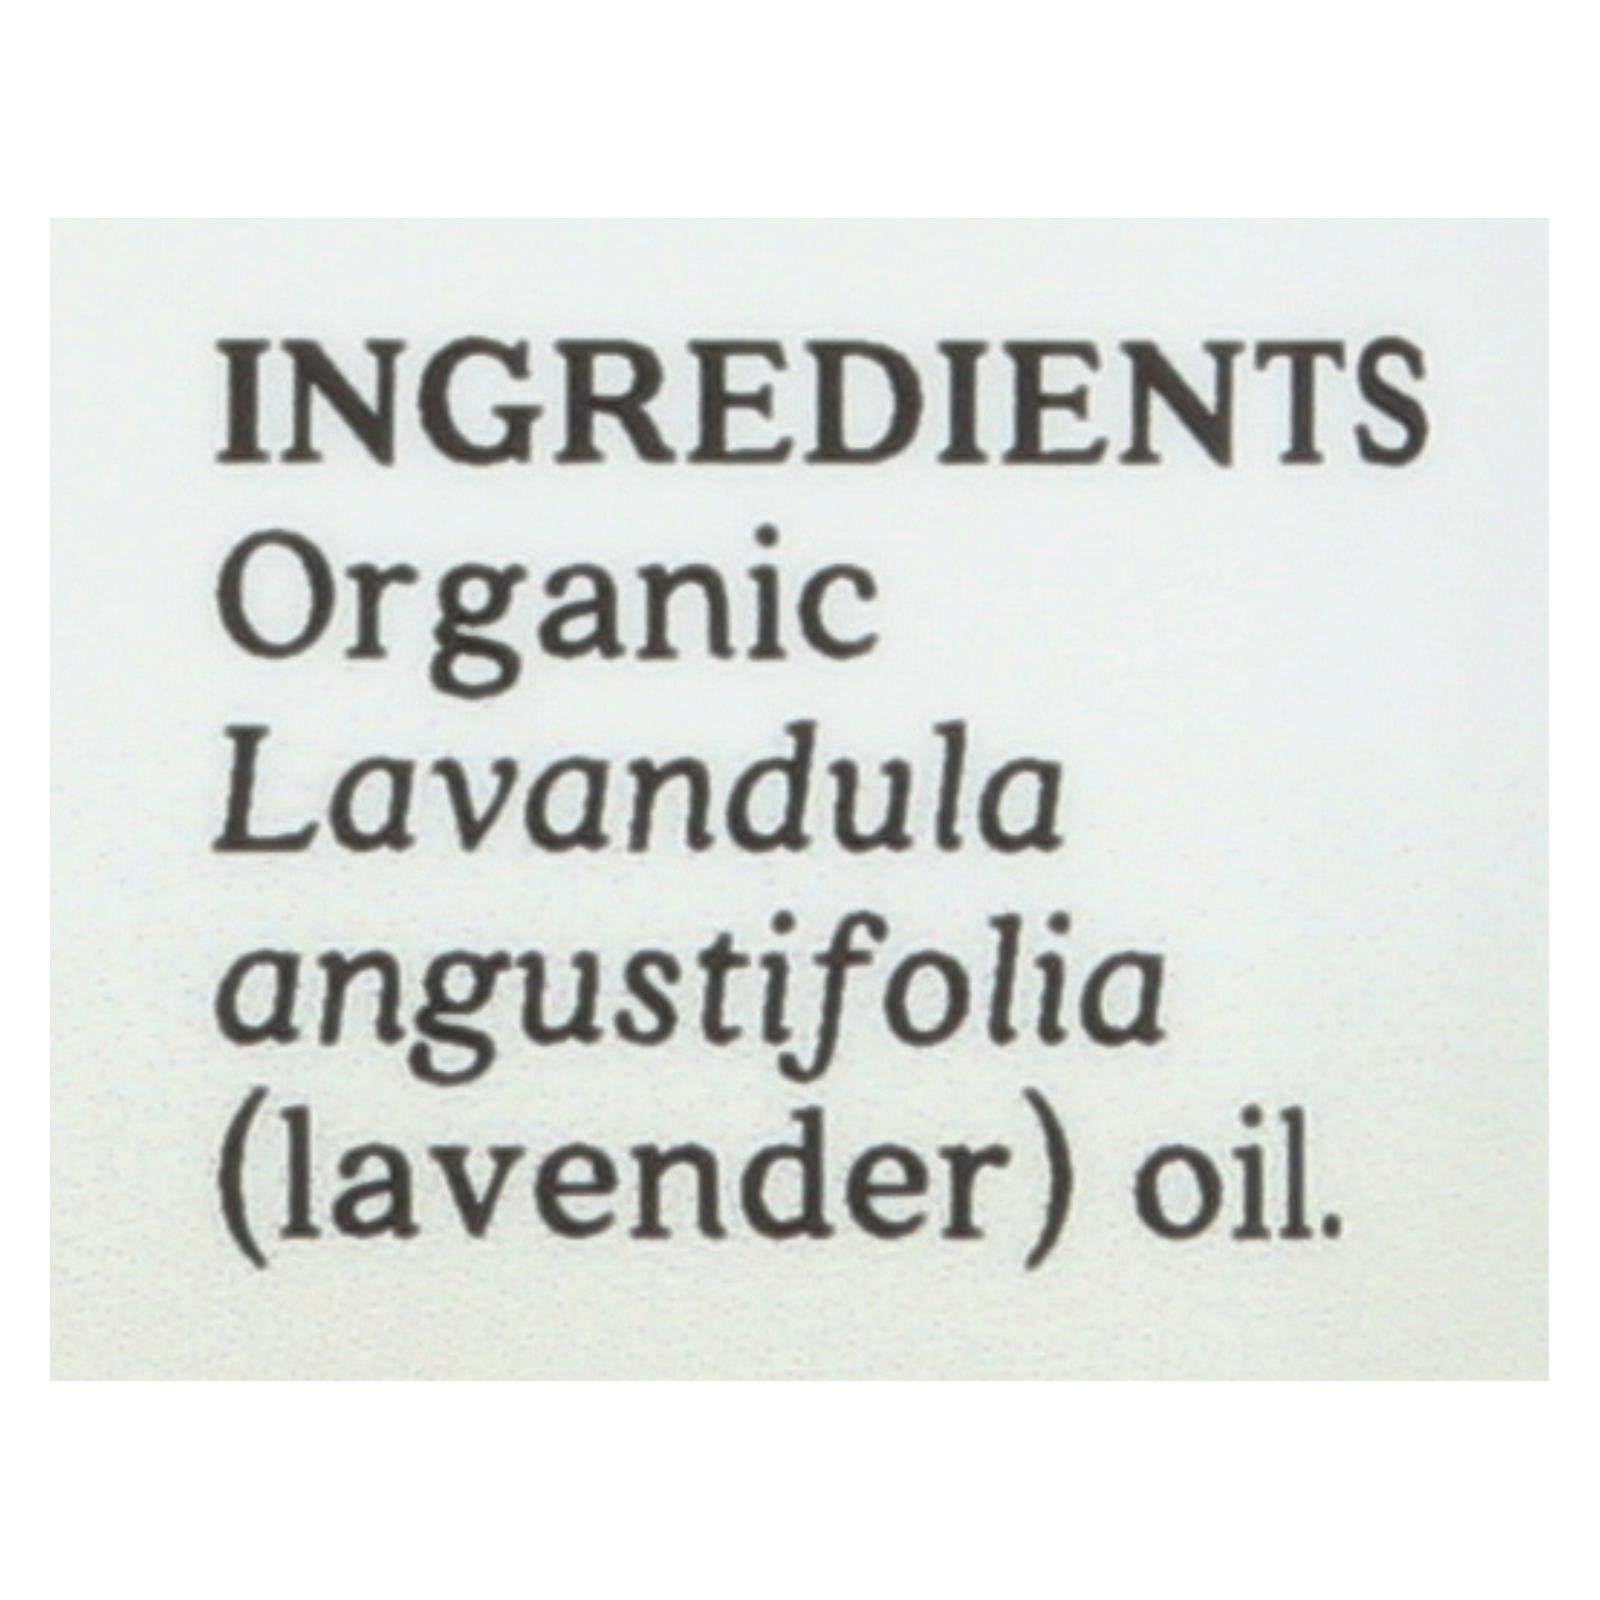 INGREDIENTS
Organic
Lavandula
angustifolia
(lavender) oil.